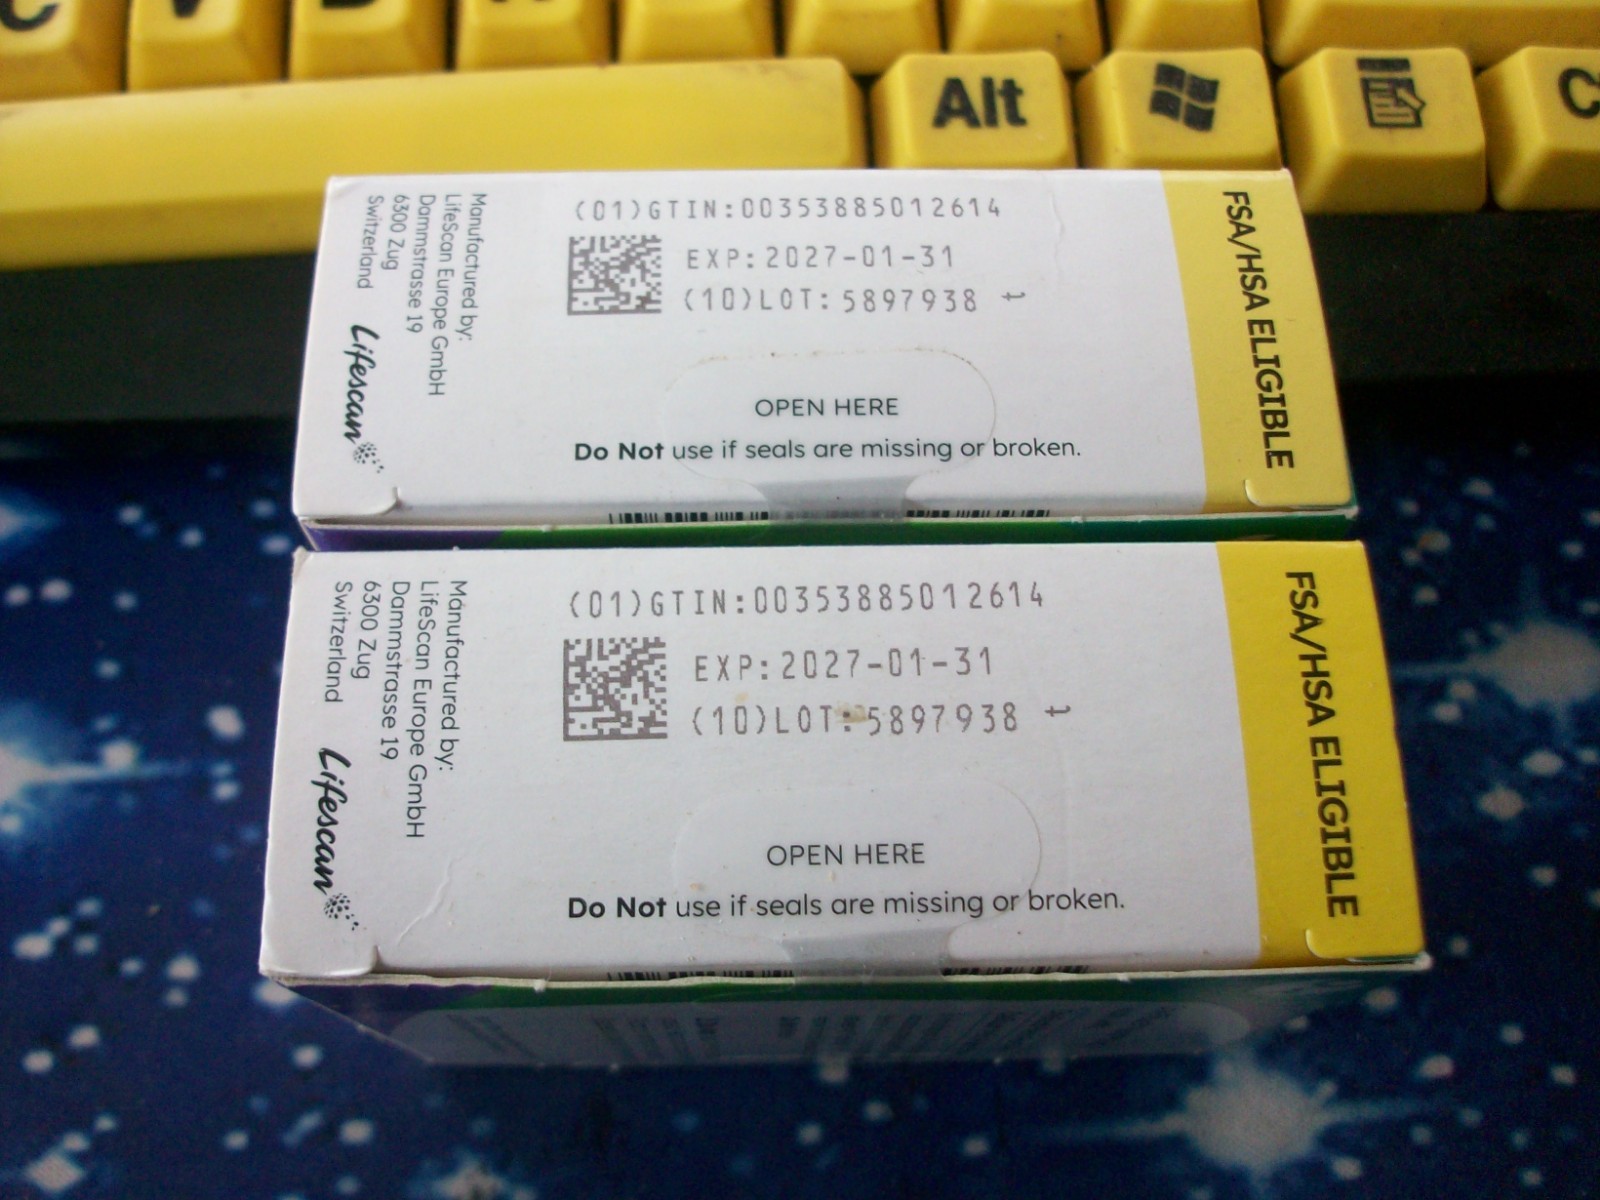 Alt
C
(01)GTIN:00353885012614
EXP:2027-01-31
(10)LOT:5897938
OPEN HERE
Do Not use if seals are missing or broken.
Manufactured by:
LifeScan Europe GmbH
Dammstrasse 19
6300 Zug
Switzerland
Lifescan
FSA/HSA ELIGIBLE
(01)GTIN:00353885012614
EXP:2027-01-31
(10)LOT:5897938
OPEN HERE
Do Not use if seals are missing or broken.
Manufactured by:
LifeScan Europe GmbH
Dammstrasse 19
6300 Zug
Switzerland
Lifescan
FSA/HSA ELIGIBLE